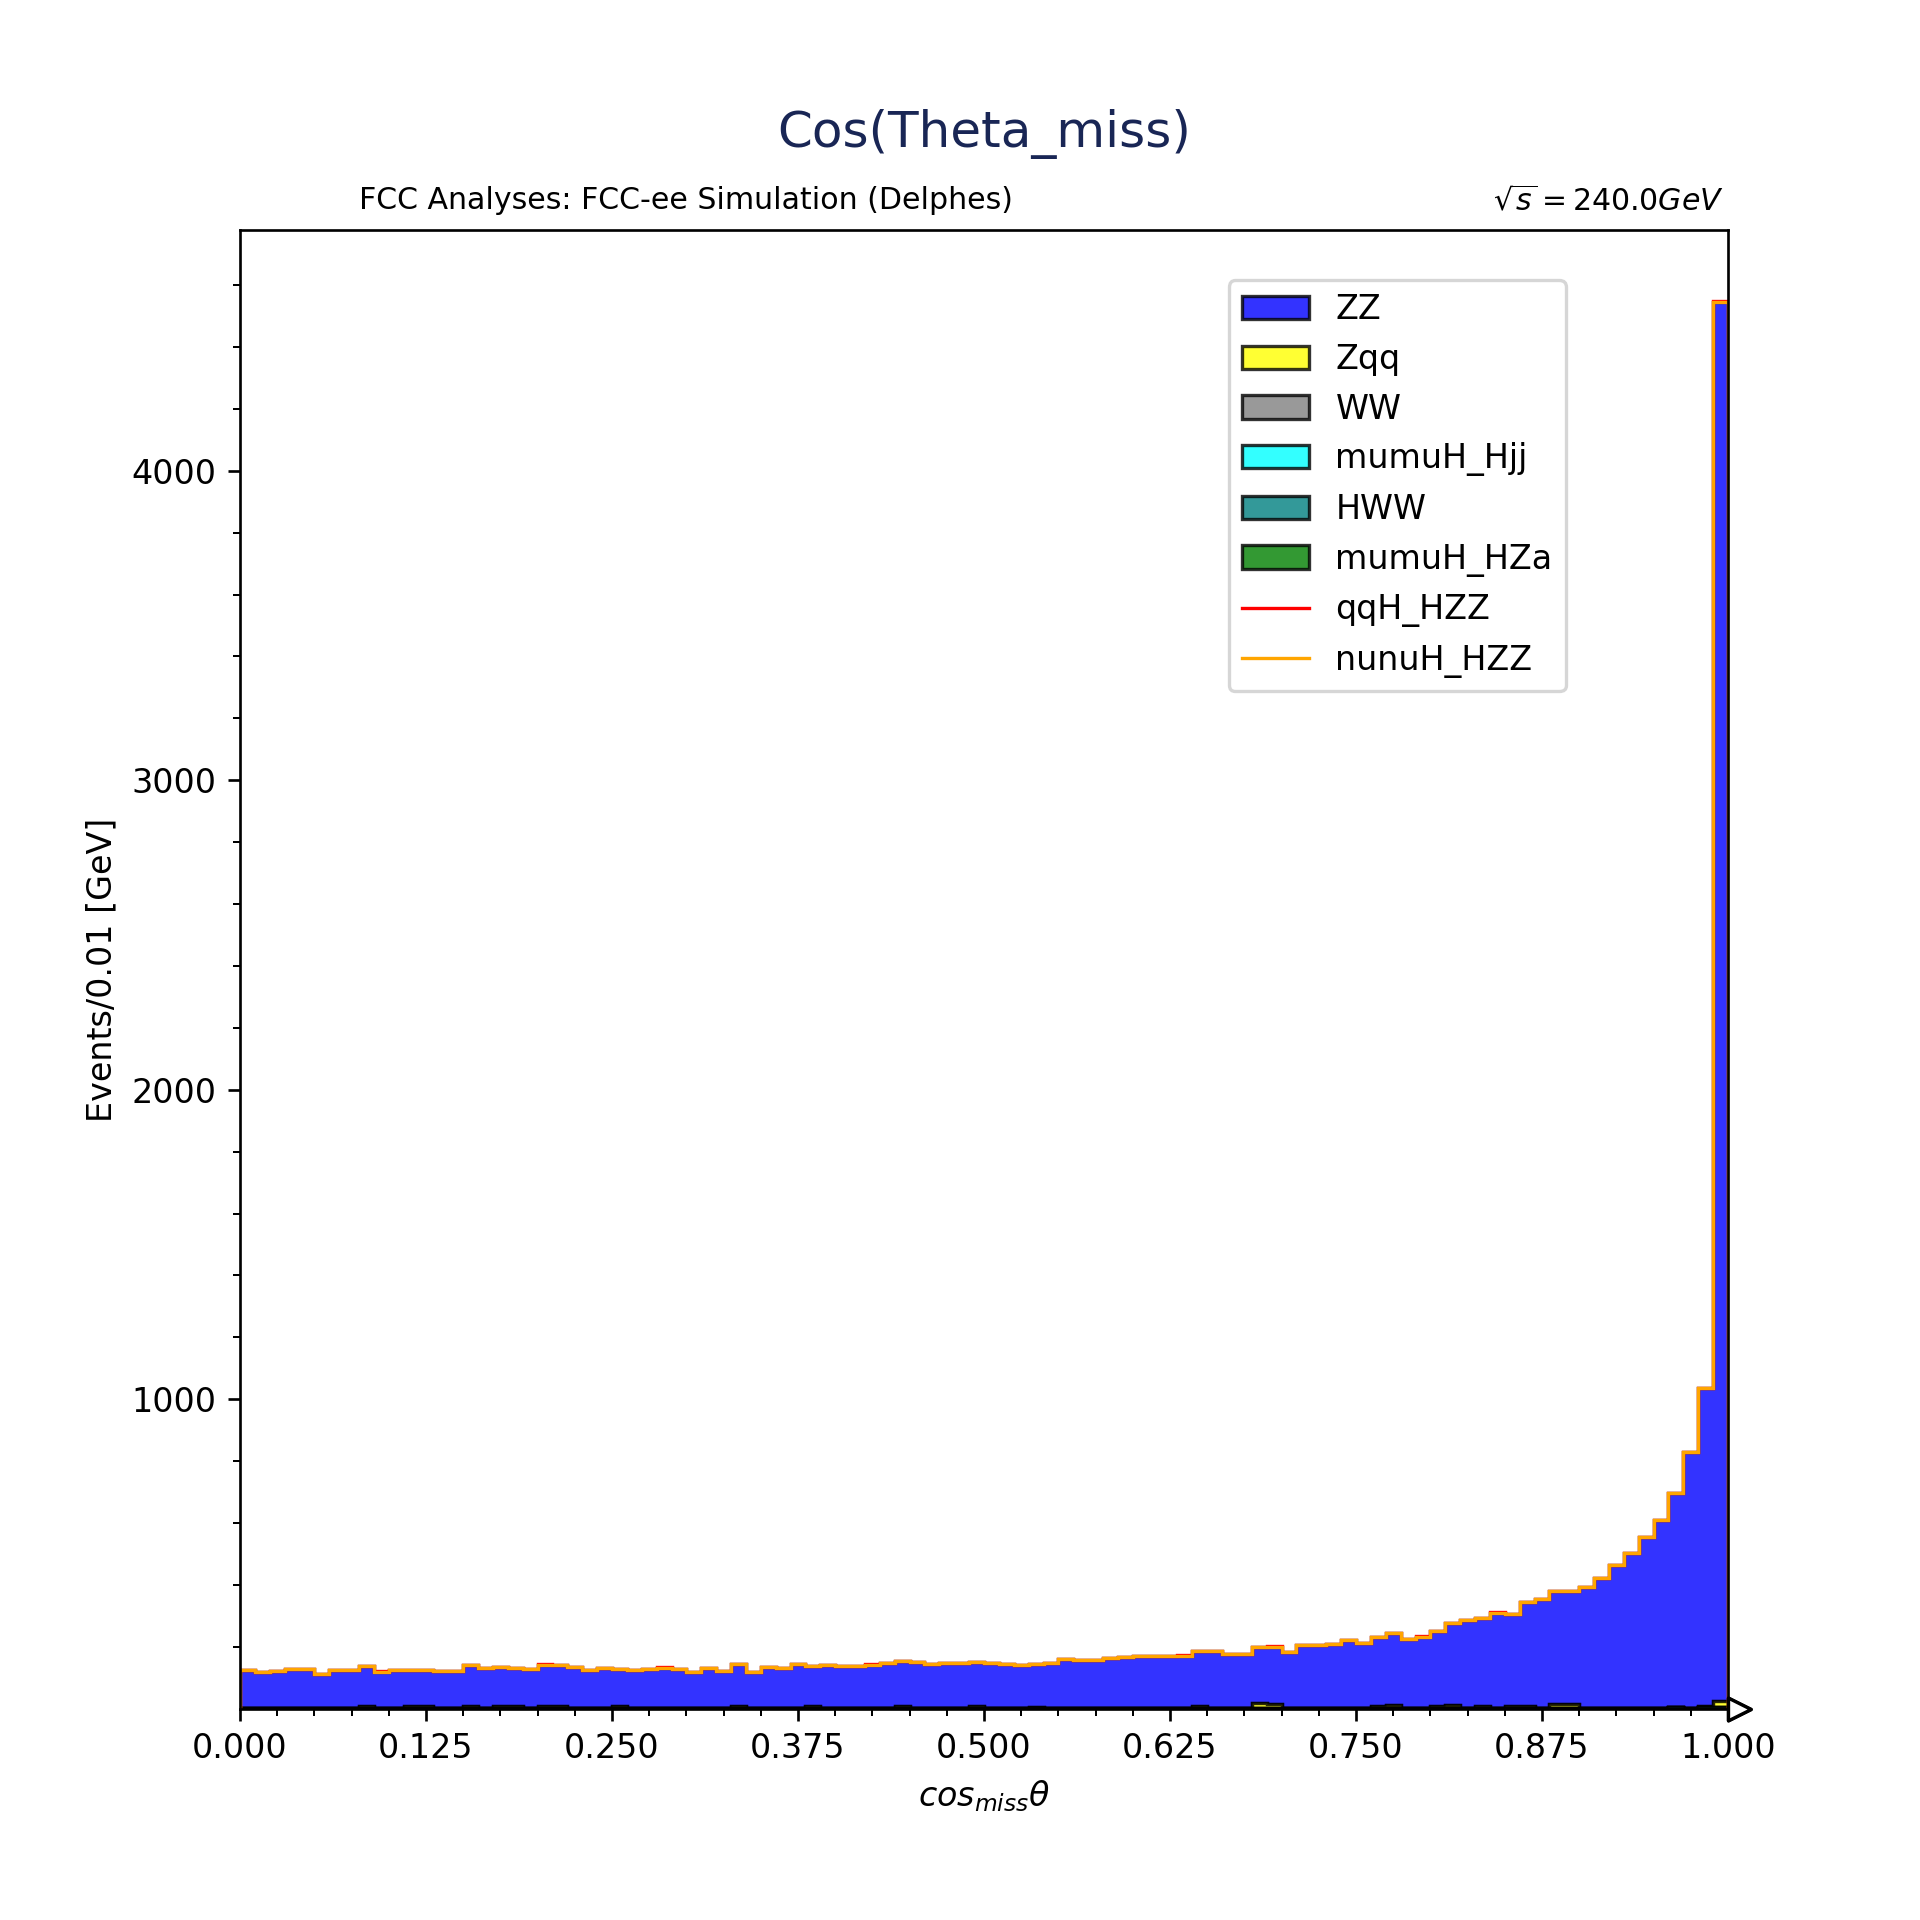 Cos(Theta_miss)
FCC Analyses: FCC-ee Simulation (Delphes)
√s = 240.0GeV
ZZ
Zqq
WW
mumuH_Hjj
HWW
mumuH_HZa
qqH_HZZ
nunuH_HZZ
4000
3000
2000
1000
Events/0.01 [GeV]
0.000 0.125 0.250 0.375 0.500 0.625 0.750 0.875 1.000
cos_miss θ